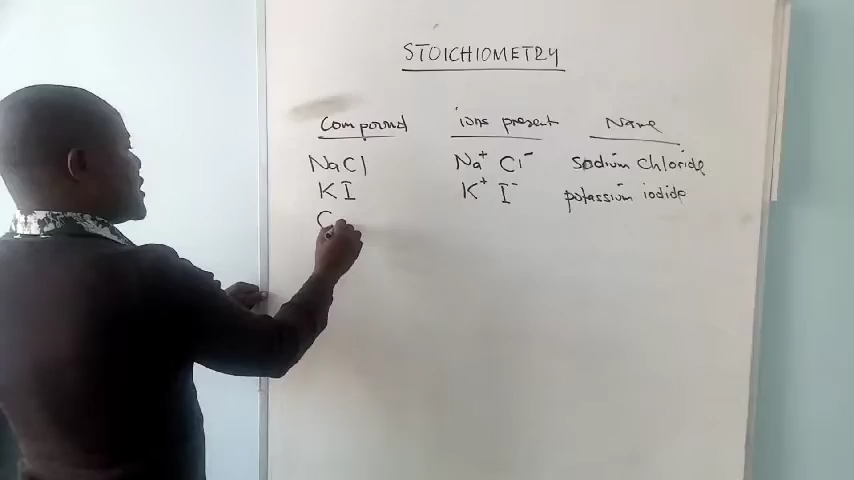 STOICHIOMETRY
Compound ions present Name
NaCl Na⁺ Cl⁻ sodium chloride
KI K⁺ I⁻ potassium iodide
C